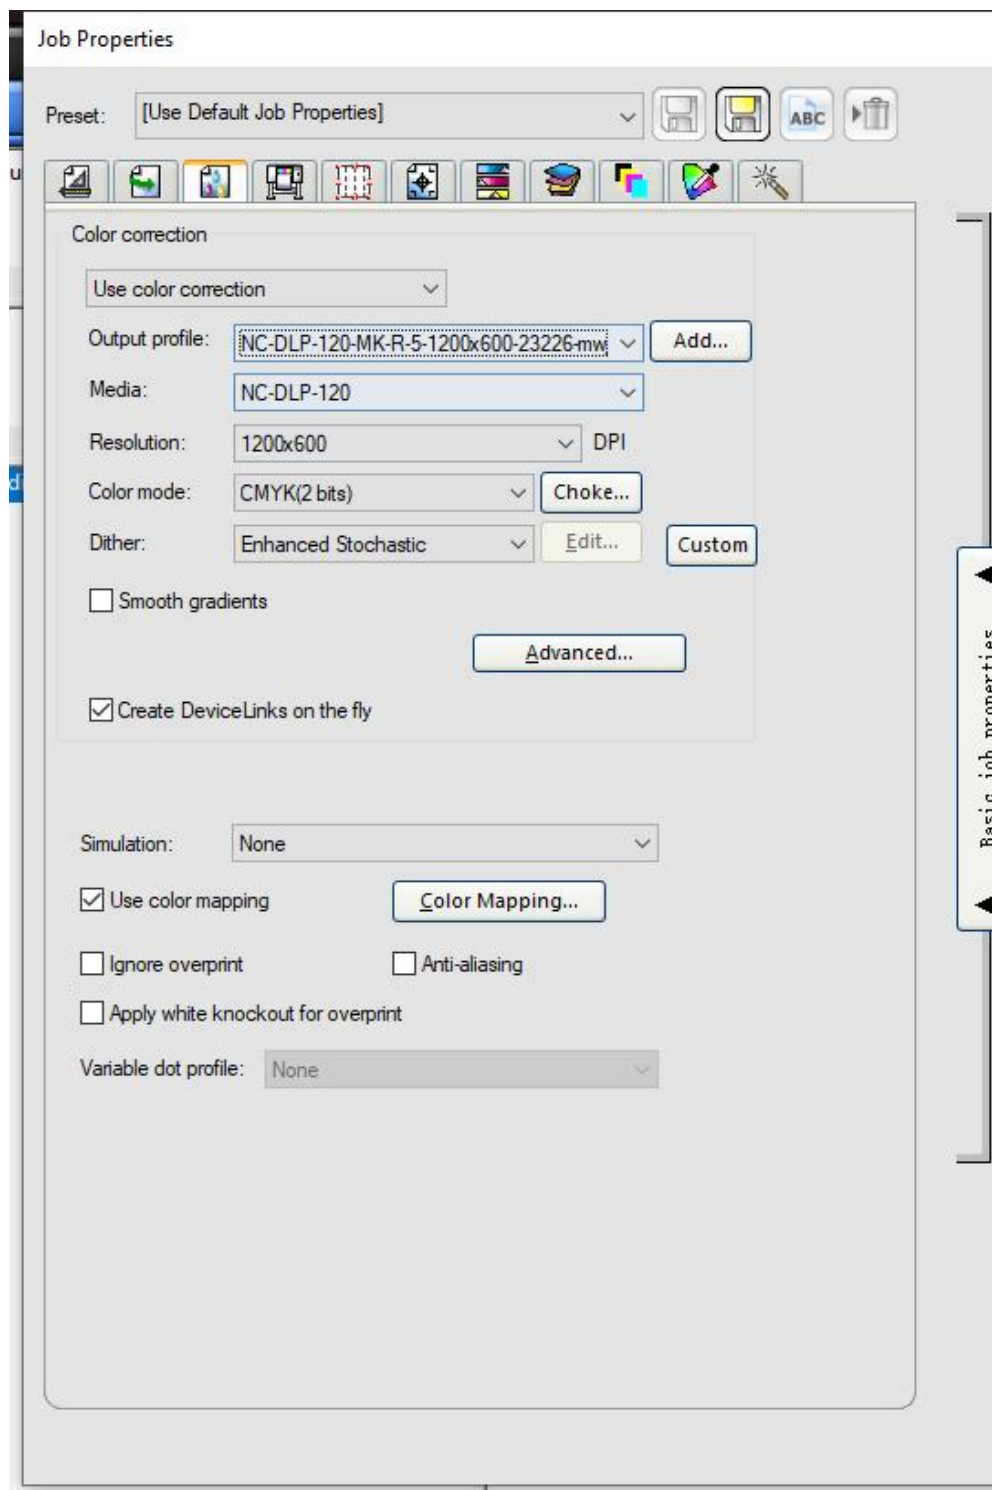 Job Properties
Preset: [Use Default Job Properties]
ABC
Color correction
Use color correction
Output profile: NC-DLP-120-MK-R-5-1200x600-23226-mw Add...
Media: NC-DLP-120
Resolution: 1200x600 DPI
Color mode: CMYK(2 bits) Choke...
Dither: Enhanced Stochastic Edit... Custom
Smooth gradients
Advanced...
Create DeviceLinks on the fly
Simulation: None
Use color mapping Color Mapping...
Ignore overprint Anti-aliasing
Apply white knockout for overprint
Variable dot profile: None
Basic job properties